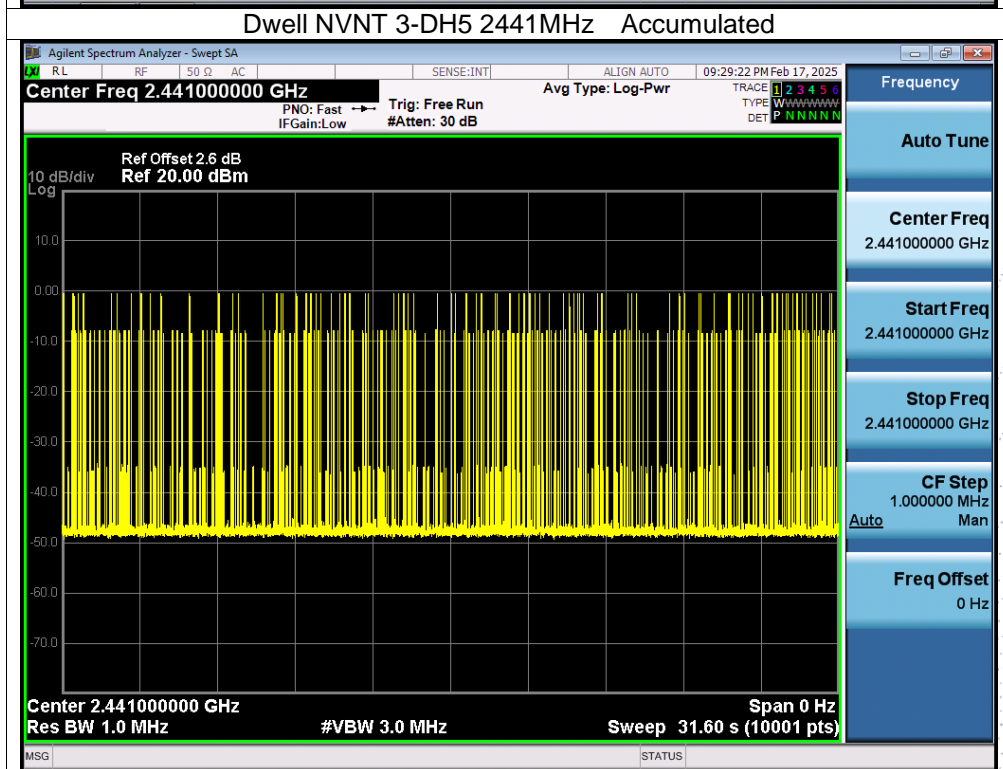 Dwell NVNT 3-DH5 2441MHz Accumulated
Agilent Spectrum Analyzer - Swept SA
LXI RL RF 50 Ω AC SENSE:INT ALIGN AUTO 09:29:22 PM Feb 17, 2025
Center Freq 2.441000000 GHz
PNO: Fast
IFGain:Low
Trig: Free Run
#Atten: 30 dB
Avg Type: Log-Pwr
TRACE 1 2 3 4 5 6
TYPE WWWWWW
DET P N N N N N
Ref Offset 2.6 dB
10 dB/div Ref 20.00 dBm
Log
10.0
0.00
-10.0
-20.0
-30.0
-40.0
-50.0
-60.0
-70.0
Center 2.441000000 GHz Span 0 Hz
Res BW 1.0 MHz #VBW 3.0 MHz Sweep 31.60 s (10001 pts)
MSG STATUS
Frequency
Auto Tune
Center Freq
2.441000000 GHz
Start Freq
2.441000000 GHz
Stop Freq
2.441000000 GHz
CF Step
1.000000 MHz
Auto Man
Freq Offset
0 Hz